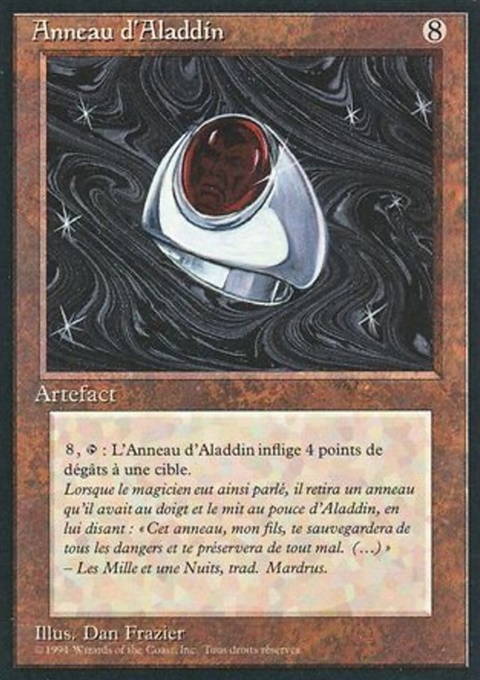 Anneau d'Aladdin 8
Artefact
8, : L'Anneau d'Aladdin inflige 4 points de
dégâts à une cible.
Lorsque le magicien eut ainsi parlé, il retira un anneau
qu'il avait au doigt et le mit au pouce d'Aladdin, en
lui disant : « Cet anneau, mon fils, te sauvegardera de
tous les dangers et te préservera de tout mal. (...) »
– Les Mille et une Nuits, trad. Mardrus.
Illus. Dan Frazier
© 1994 Wizards of the Coast, Inc. Tous droits réservés